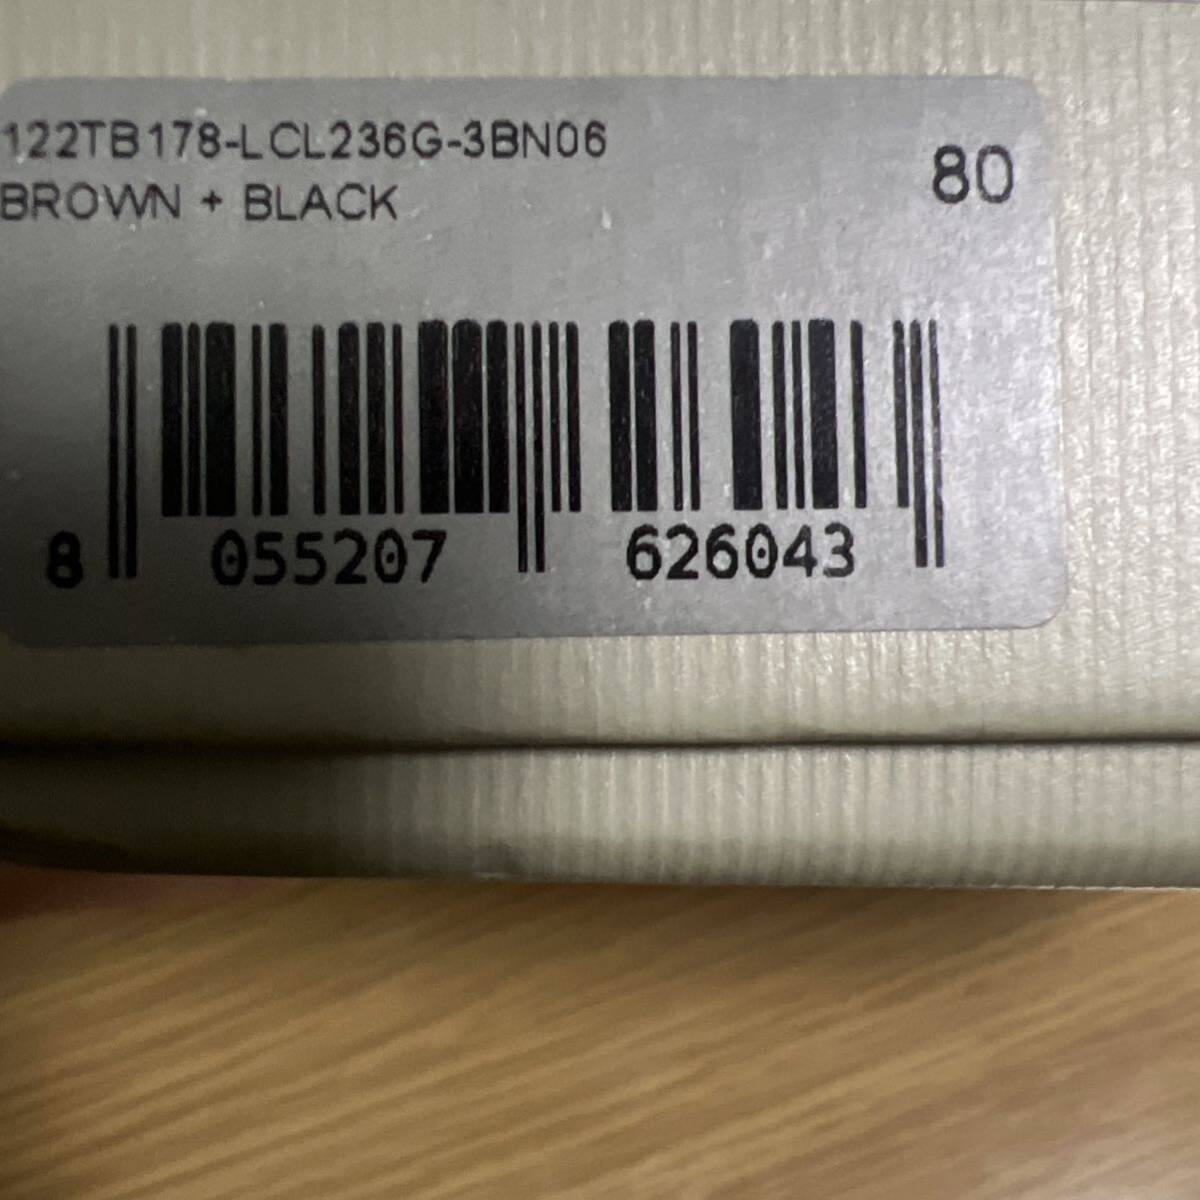 122TB178-LCL236G-3BN06
BROWN + BLACK
80
8 055207 626043